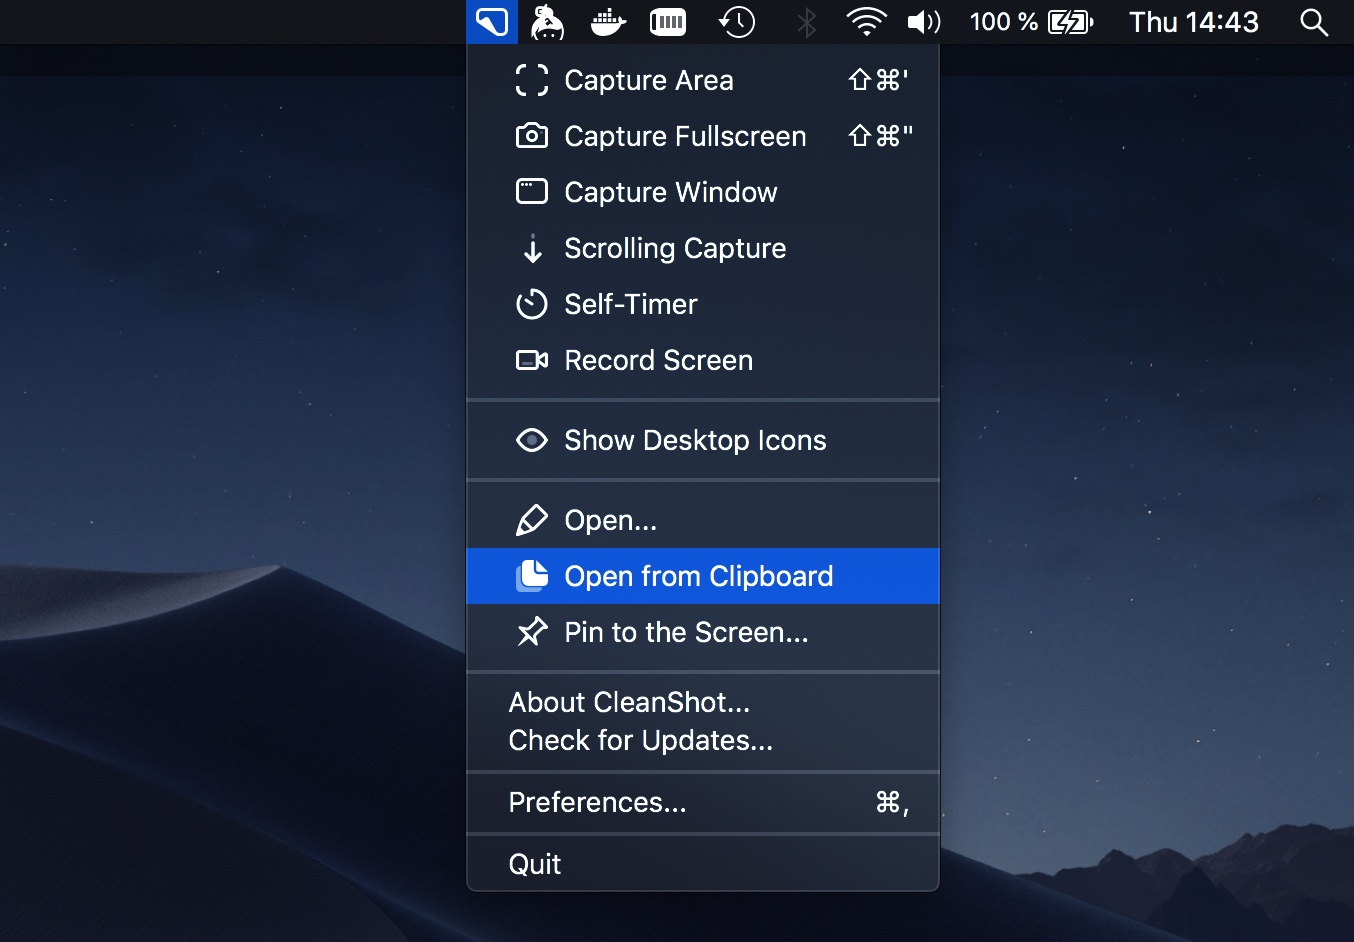 100 % Thu 14:43
Capture Area ⇧⌘'
Capture Fullscreen ⇧⌘"
Capture Window
Scrolling Capture
Self-Timer
Record Screen
Show Desktop Icons
Open...
Open from Clipboard
Pin to the Screen...
About CleanShot...
Check for Updates...
Preferences... ⌘,
Quit